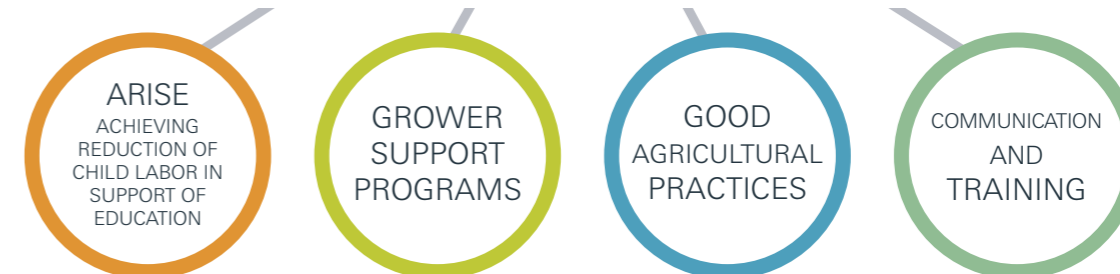 ARISE
ACHIEVING
REDUCTION OF
CHILD LABOR IN
SUPPORT OF
EDUCATION
GROWER
SUPPORT
PROGRAMS
GOOD
AGRICULTURAL
PRACTICES
COMMUNICATION
AND
TRAINING